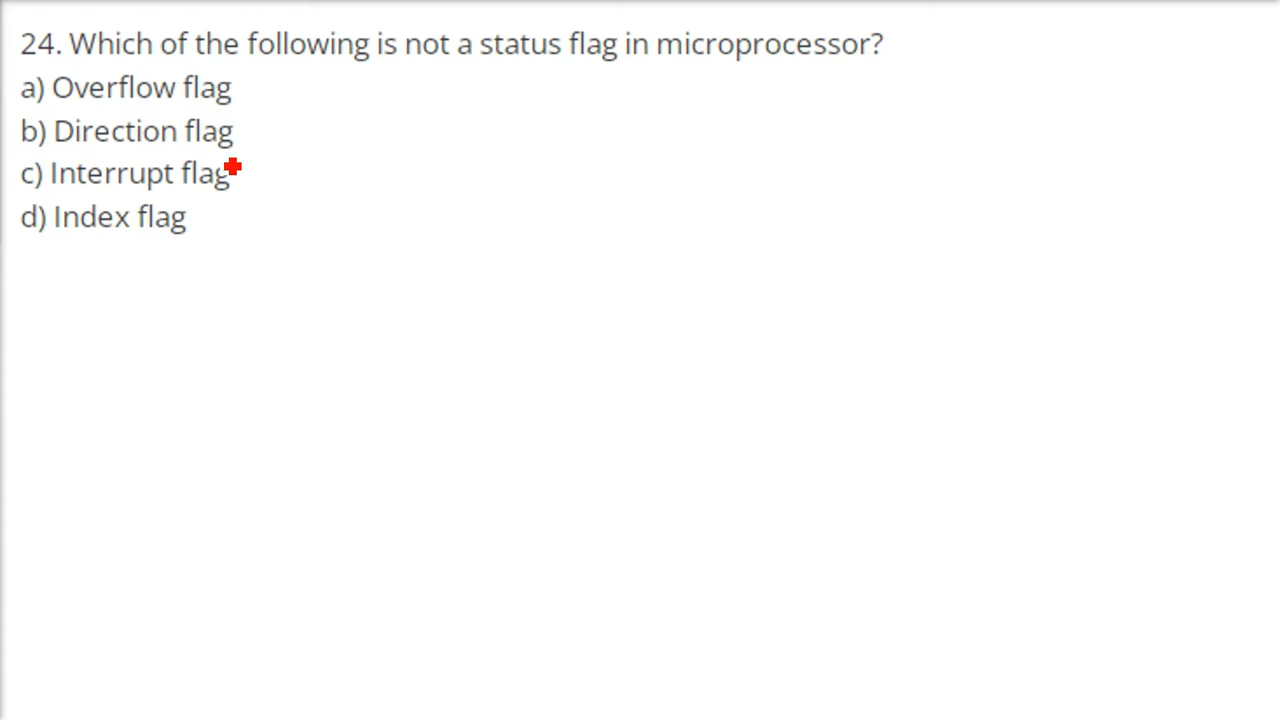 24. Which of the following is not a status flag in microprocessor?
a) Overflow flag
b) Direction flag
c) Interrupt flag
d) Index flag